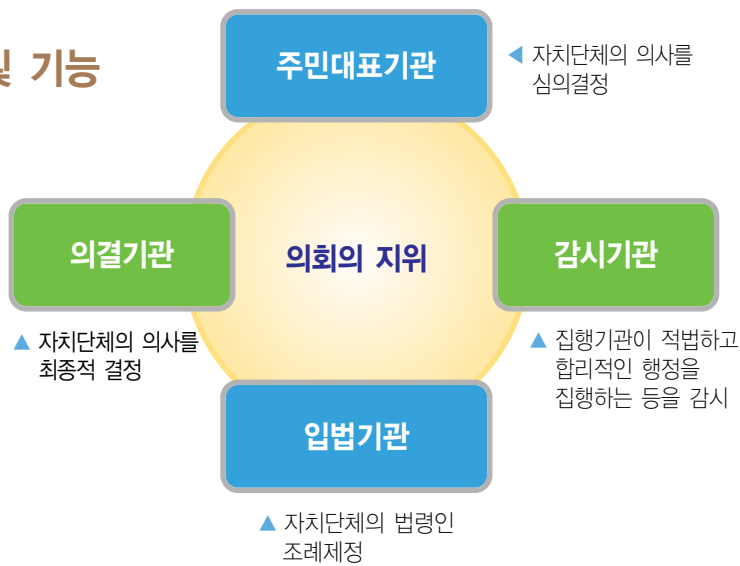 및 기능
주민대표기관
◀ 자치단체의 의사를
심의결정
의결기관
의회의 지위
감시기관
▲ 자치단체의 의사를
최종적 결정
▲ 집행기관이 적법하고
합리적인 행정을
집행하는 등을 감시
입법기관
▲ 자치단체의 법령인
조례제정